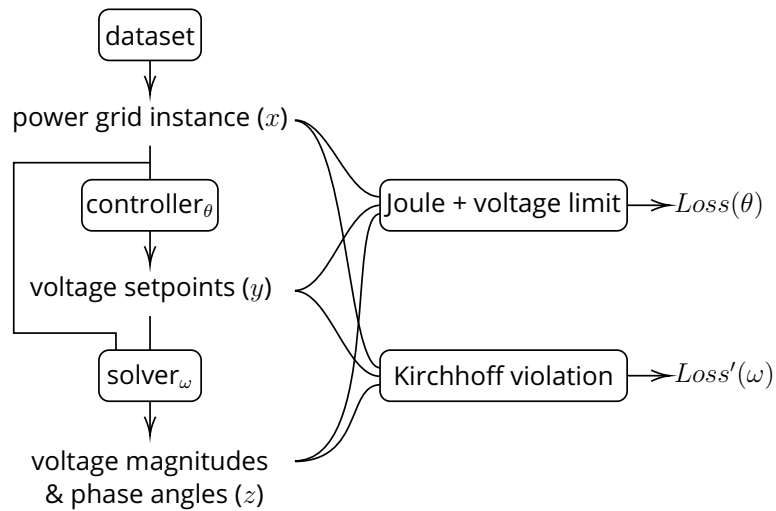 dataset
power grid instance (x)
controller_θ
Joule + voltage limit
Loss(θ)
voltage setpoints (y)
solver_ω
Kirchhoff violation
Loss′(ω)
voltage magnitudes
& phase angles (z)